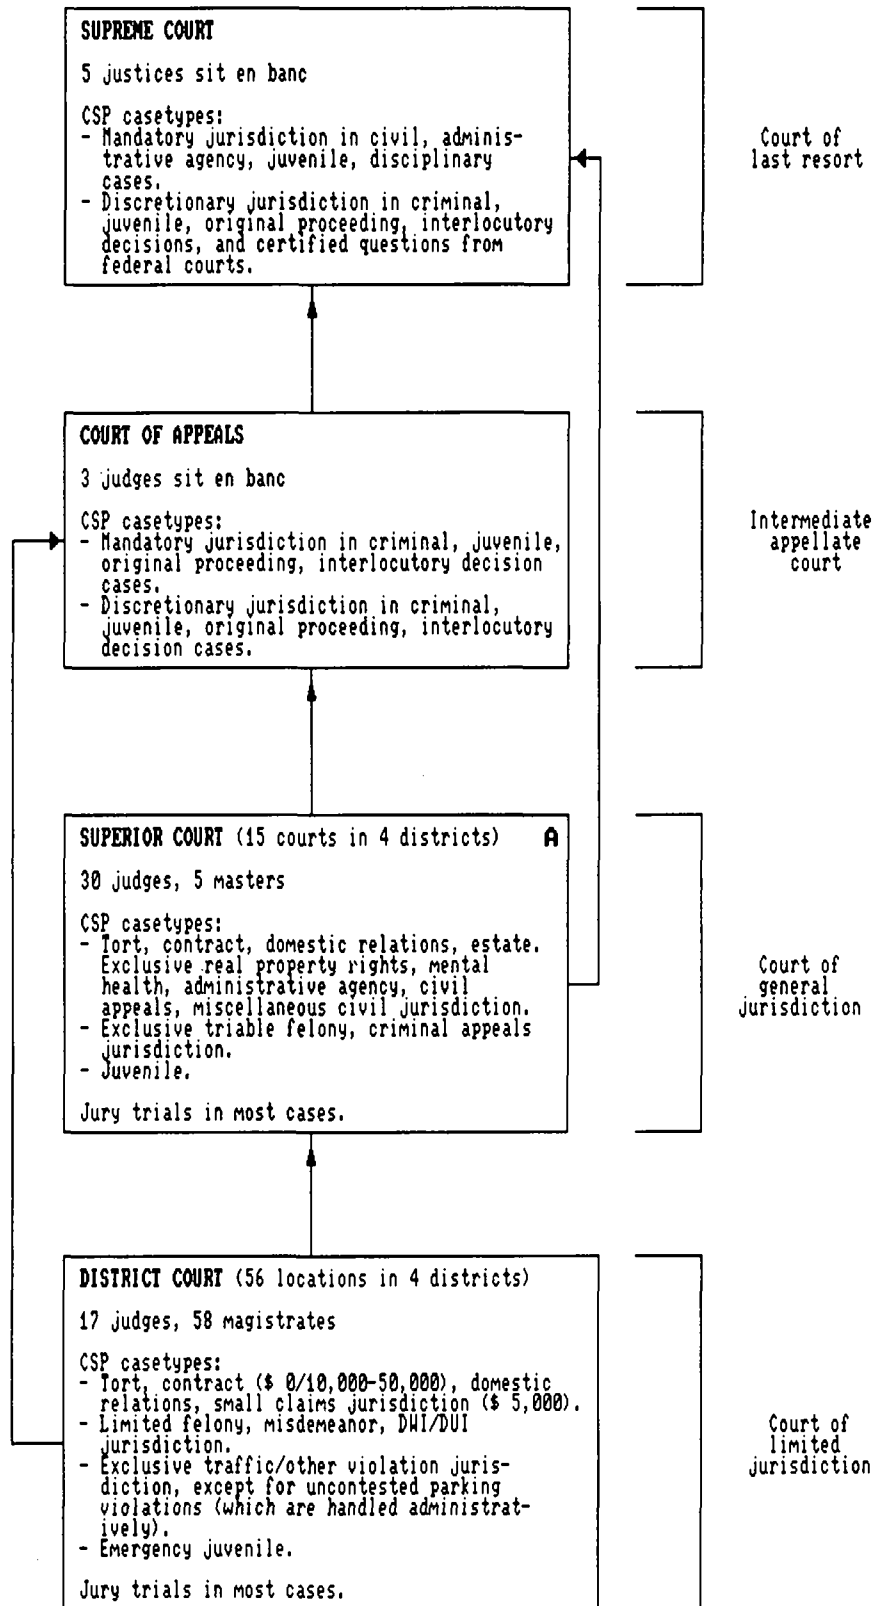 SUPREME COURT
5 justices sit en banc
CSP casetypes:
- Mandatory jurisdiction in civil, adminis-
trative agency, juvenile, disciplinary
cases.
- Discretionary jurisdiction in criminal,
juvenile, original proceeding, interlocutory
decisions, and certified questions from
federal courts.
Court of
last resort
COURT OF APPEALS
3 judges sit en banc
CSP casetypes:
- Mandatory jurisdiction in criminal, juvenile,
original proceeding, interlocutory decision
cases.
- Discretionary jurisdiction in criminal,
juvenile, original proceeding, interlocutory
decision cases.
Intermediate
appellate
court
SUPERIOR COURT (15 courts in 4 districts) A
30 judges, 5 masters
CSP casetypes:
- Tort, contract, domestic relations, estate.
Exclusive real property rights, mental
health, administrative agency, civil
appeals, miscellaneous civil jurisdiction.
- Exclusive triable felony, criminal appeals
jurisdiction.
- Juvenile.
Jury trials in most cases.
Court of
general
jurisdiction
DISTRICT COURT (56 locations in 4 districts)
17 judges, 58 magistrates
CSP casetypes:
- Tort, contract ($ 0/10,000-50,000), domestic
relations, small claims jurisdiction ($ 5,000).
- Limited felony, misdemeanor, DWI/DUI
jurisdiction.
- Exclusive traffic/other violation juris-
diction, except for uncontested parking
violations (which are handled administrat-
ively).
- Emergency juvenile.
Jury trials in most cases.
Court of
limited
jurisdiction